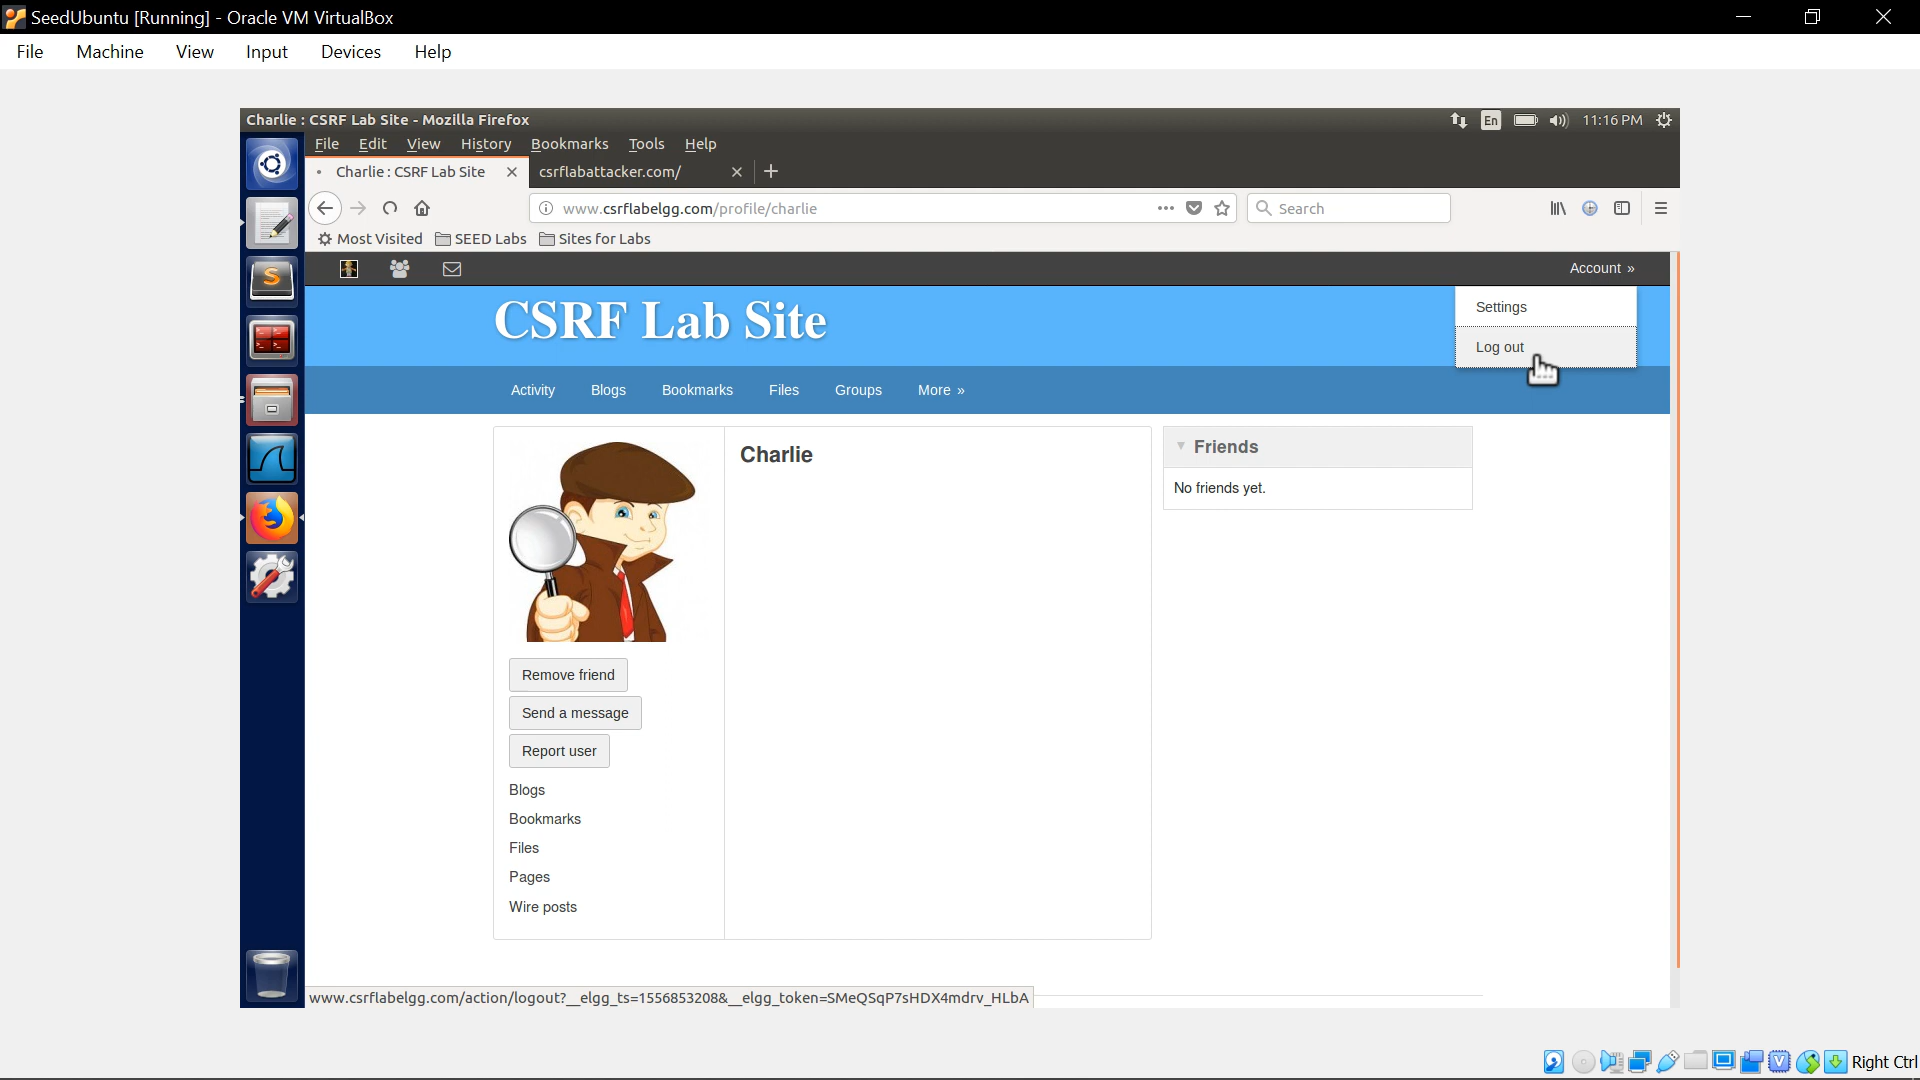 SeedUbuntu [Running] - Oracle VM VirtualBox
File Machine View Input Devices Help
Charlie : CSRF Lab Site - Mozilla Firefox
En 11:16 PM
File Edit View History Bookmarks Tools Help
Charlie : CSRF Lab Site csrflabattacker.com/
www.csrflabelgg.com/profile/charlie Search
Most Visited SEED Labs Sites for Labs
Account »
CSRF Lab Site
Settings
Log out
Activity Blogs Bookmarks Files Groups More »
Charlie
Friends
No friends yet.
Remove friend
Send a message
Report user
Blogs
Bookmarks
Files
Pages
Wire posts
www.csrflabelgg.com/action/logout?__elgg_ts=1556853208&__elgg_token=SMeQSqP7sHDX4mdrv_HLbA
Right Ctrl